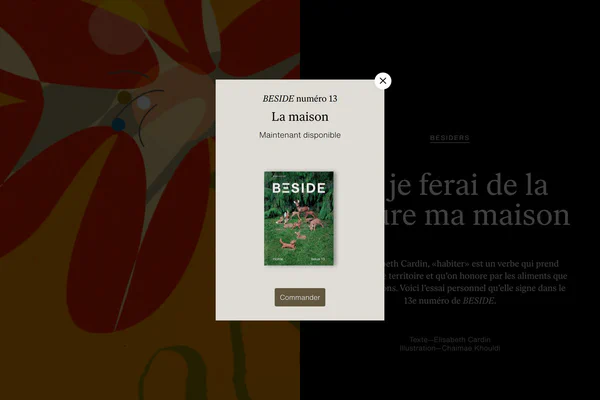 BESIDE numéro 13
La maison
Maintenant disponible
BESIDE
Commander
BESIDERS
je ferai de la
ure ma maison
beth Cardin, «habiter» est un verbe qui prend
territoire et qu'on honore par les aliments que
ons. Voici l'essai personnel qu'elle signe dans le
13e numéro de BESIDE.
Texte—Elisabeth Cardin
Illustration—Chaimaa Khouldi